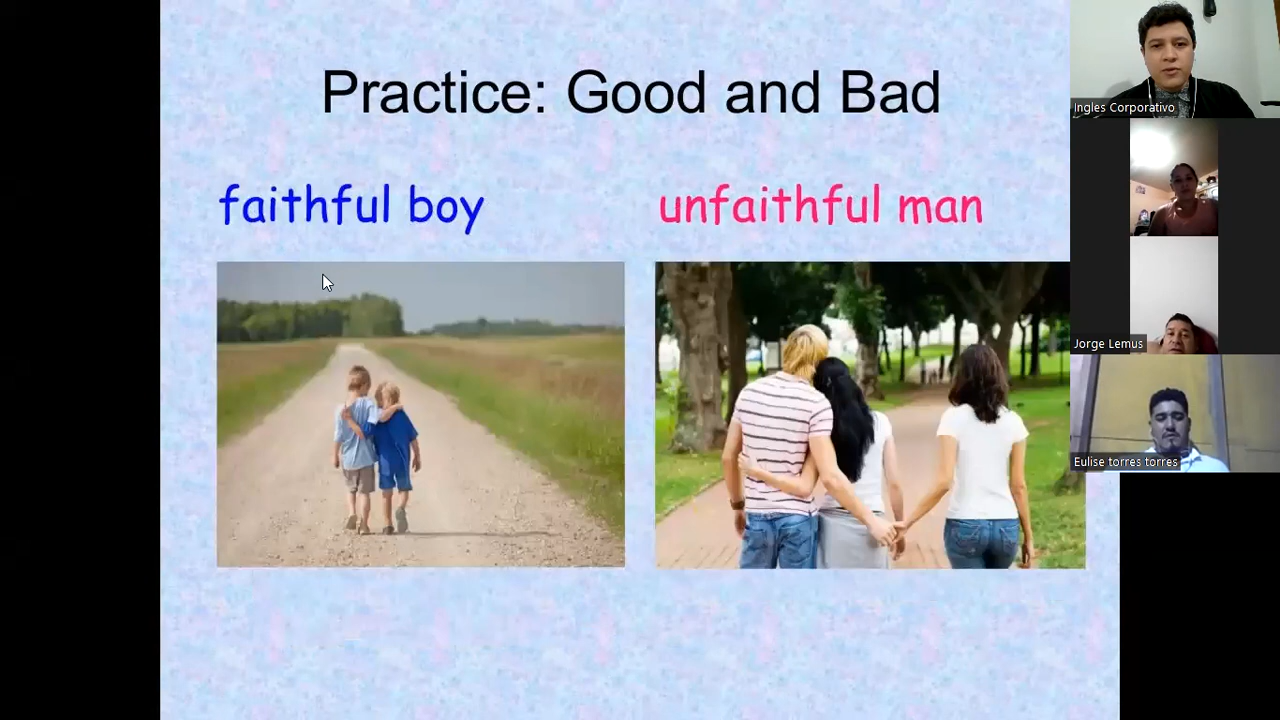 Practice: Good and Bad
faithful boy
unfaithful man
Ingles Corporativo
Jorge Lemus
Eulise torres torres